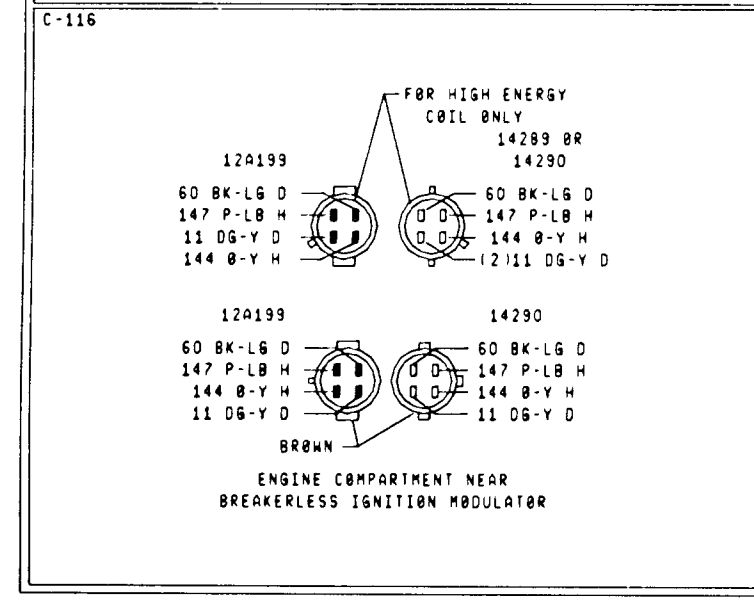 C-116
FOR HIGH ENERGY
COIL ONLY
14289 OR
12A199
14290
60 BK-LG D
147 P-LB H
11 DG-Y D
144 O-Y H
60 BK-LG D
147 P-LB H
144 O-Y H
(2)11 DG-Y D
12A199
14290
60 BK-LG D
147 P-LB H
144 O-Y H
11 DG-Y D
60 BK-LG D
147 P-LB H
144 O-Y H
11 DG-Y D
BROWN
ENGINE COMPARTMENT NEAR
BREAKERLESS IGNITION MODULATOR